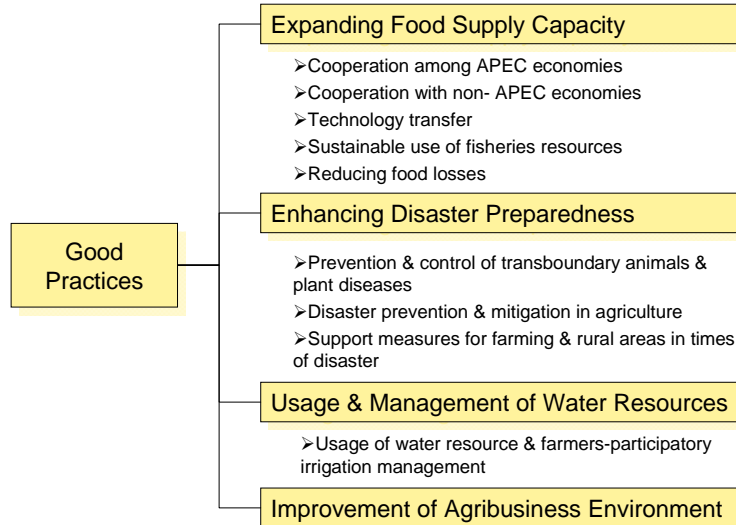 Expanding Food Supply Capacity
➢Cooperation among APEC economies
➢Cooperation with non- APEC economies
➢Technology transfer
➢Sustainable use of fisheries resources
➢Reducing food losses
Enhancing Disaster Preparedness
Good
Practices
➢Prevention & control of transboundary animals &
plant diseases
➢Disaster prevention & mitigation in agriculture
➢Support measures for farming & rural areas in times
of disaster
Usage & Management of Water Resources
➢Usage of water resource & farmers-participatory
irrigation management
Improvement of Agribusiness Environment